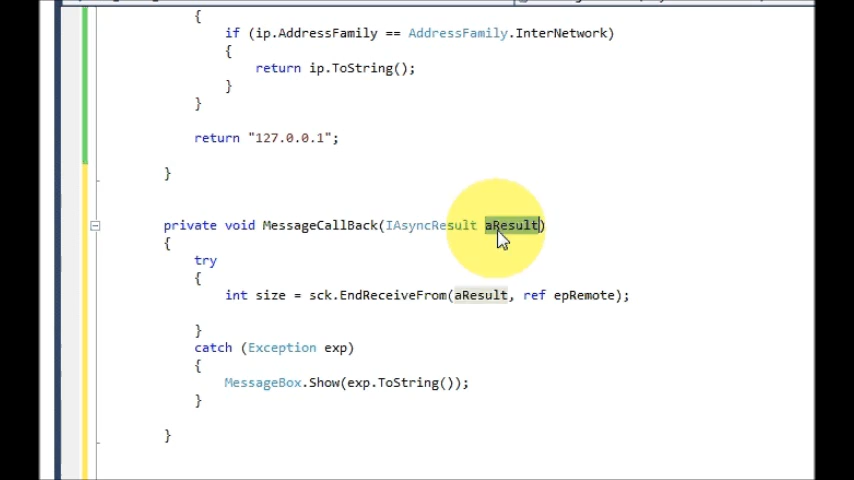 {
if (ip.AddressFamily == AddressFamily.InterNetwork)
{
return ip.ToString();
}
}
return "127.0.0.1";
}
private void MessageCallBack(IAsyncResult aResult)
{
try
{
int size = sck.EndReceiveFrom(aResult, ref epRemote);
}
catch (Exception exp)
{
MessageBox.Show(exp.ToString());
}
}